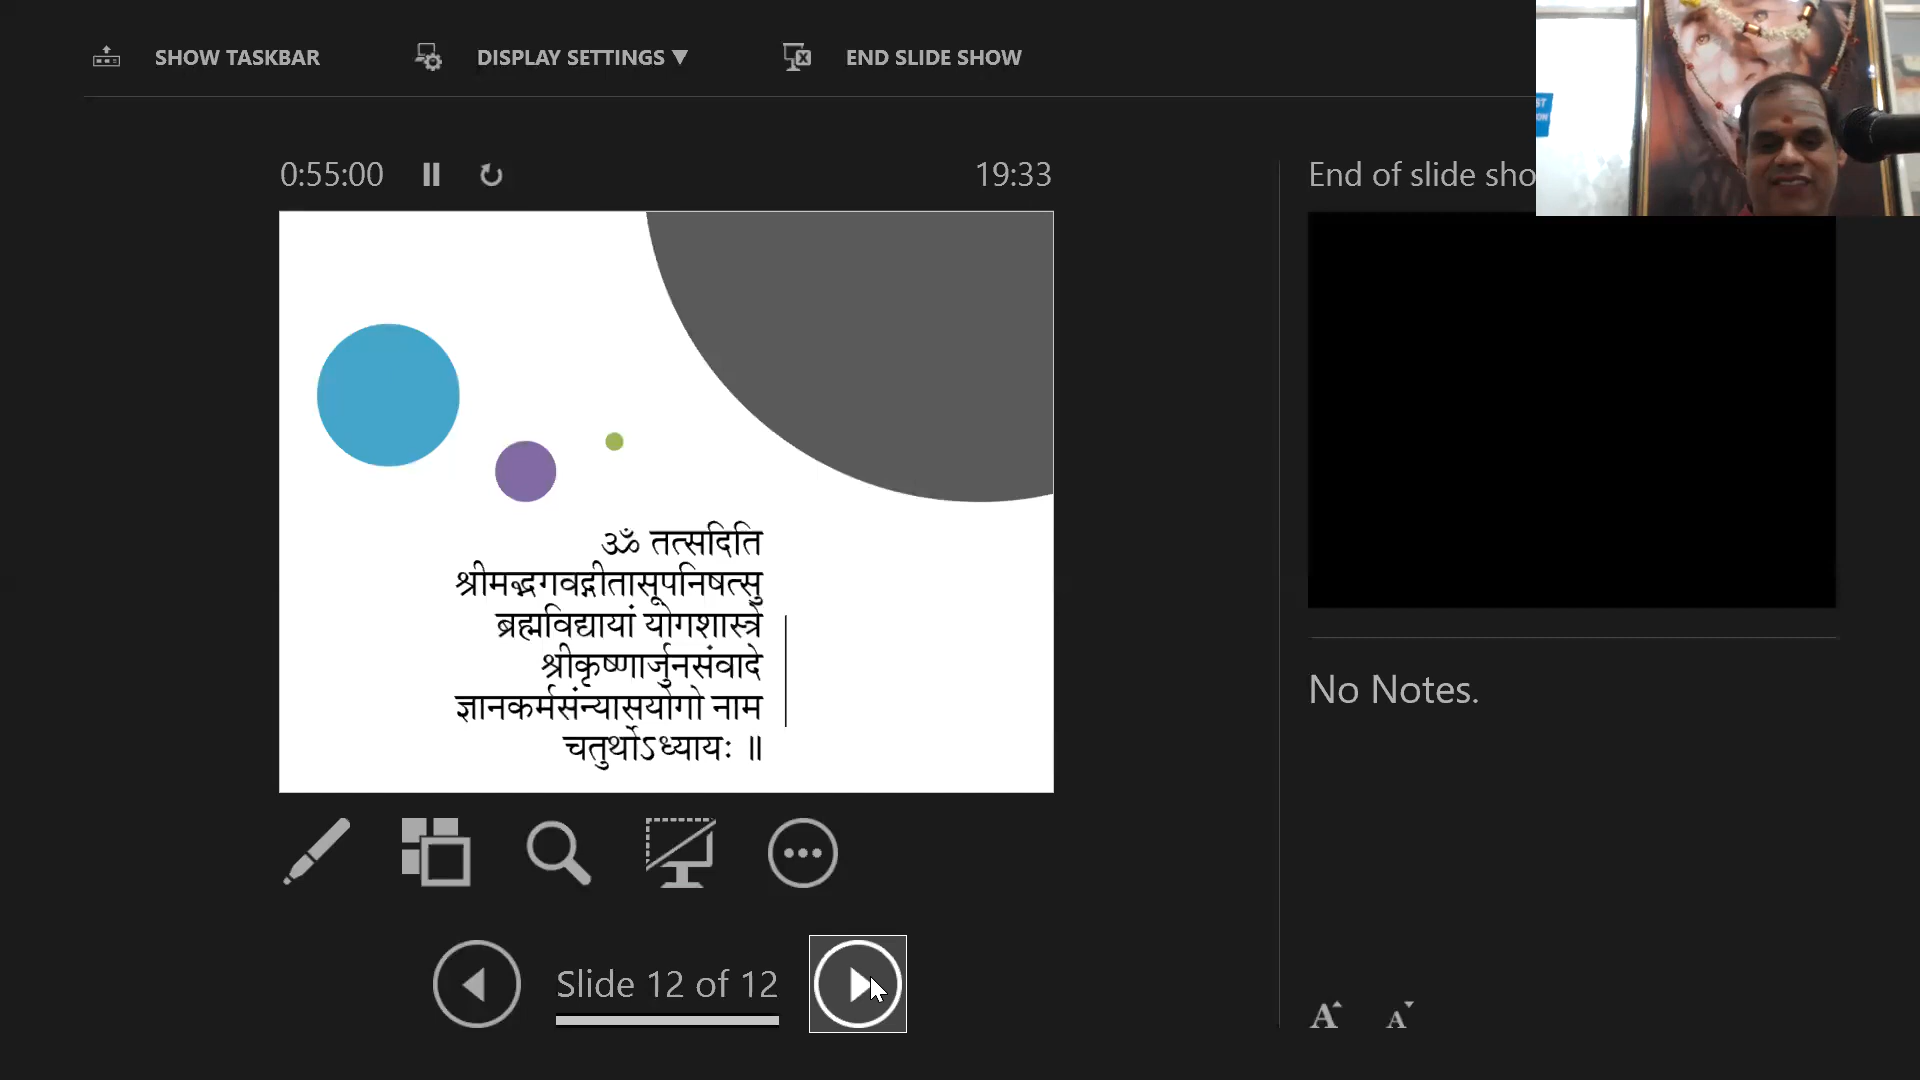 SHOW TASKBAR
DISPLAY SETTINGS ▼
END SLIDE SHOW
0:55:00
19:33
End of slide sho
ॐ तत्सदिति
श्रीमद्भगवद्गीतासूपनिषत्सु
ब्रह्मविद्यायां योगशास्त्रे
श्रीकृष्णार्जुनसंवादे
ज्ञानकर्मसंन्यासयोगो नाम
चतुर्थोऽध्यायः ॥
No Notes.
Slide 12 of 12
A A